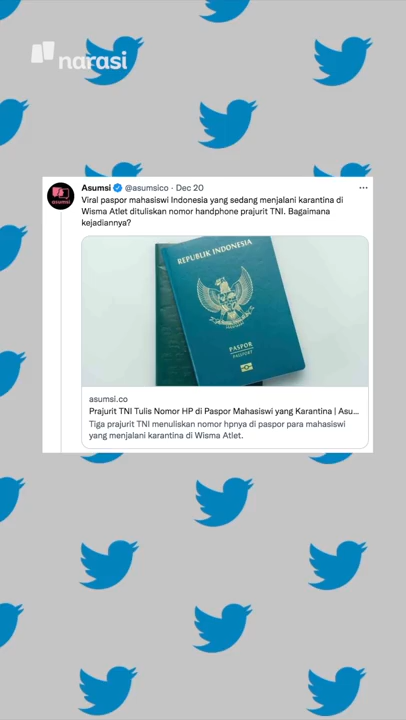 narasi
Asumsi @asumsico · Dec 20 ...
Viral paspor mahasiswi Indonesia yang sedang menjalani karantina di
Wisma Atlet dituliskan nomor handphone prajurit TNI. Bagaimana
kejadiannya?
asumsi
REPUBLIK INDONESIA
PASPOR
PASSPORT
asumsi.co
Prajurit TNI Tulis Nomor HP di Paspor Mahasiswi yang Karantina | Asu...
Tiga prajurit TNI menuliskan nomor hpnya di paspor para mahasiswi
yang menjalani karantina di Wisma Atlet.